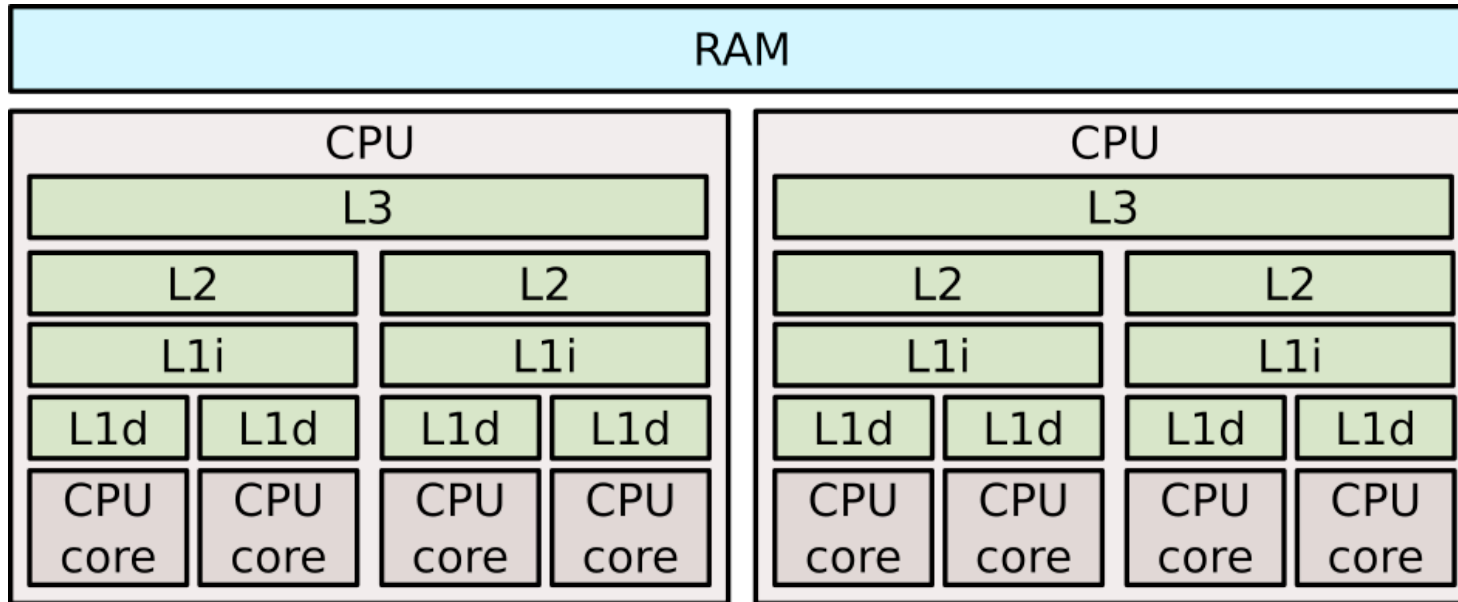 RAM
CPU CPU
L3 L3
L2 L2 L2 L2
L1i L1i L1i L1i
L1d L1d L1d L1d L1d L1d L1d L1d
CPU CPU CPU CPU CPU CPU CPU CPU
core core core core core core core core